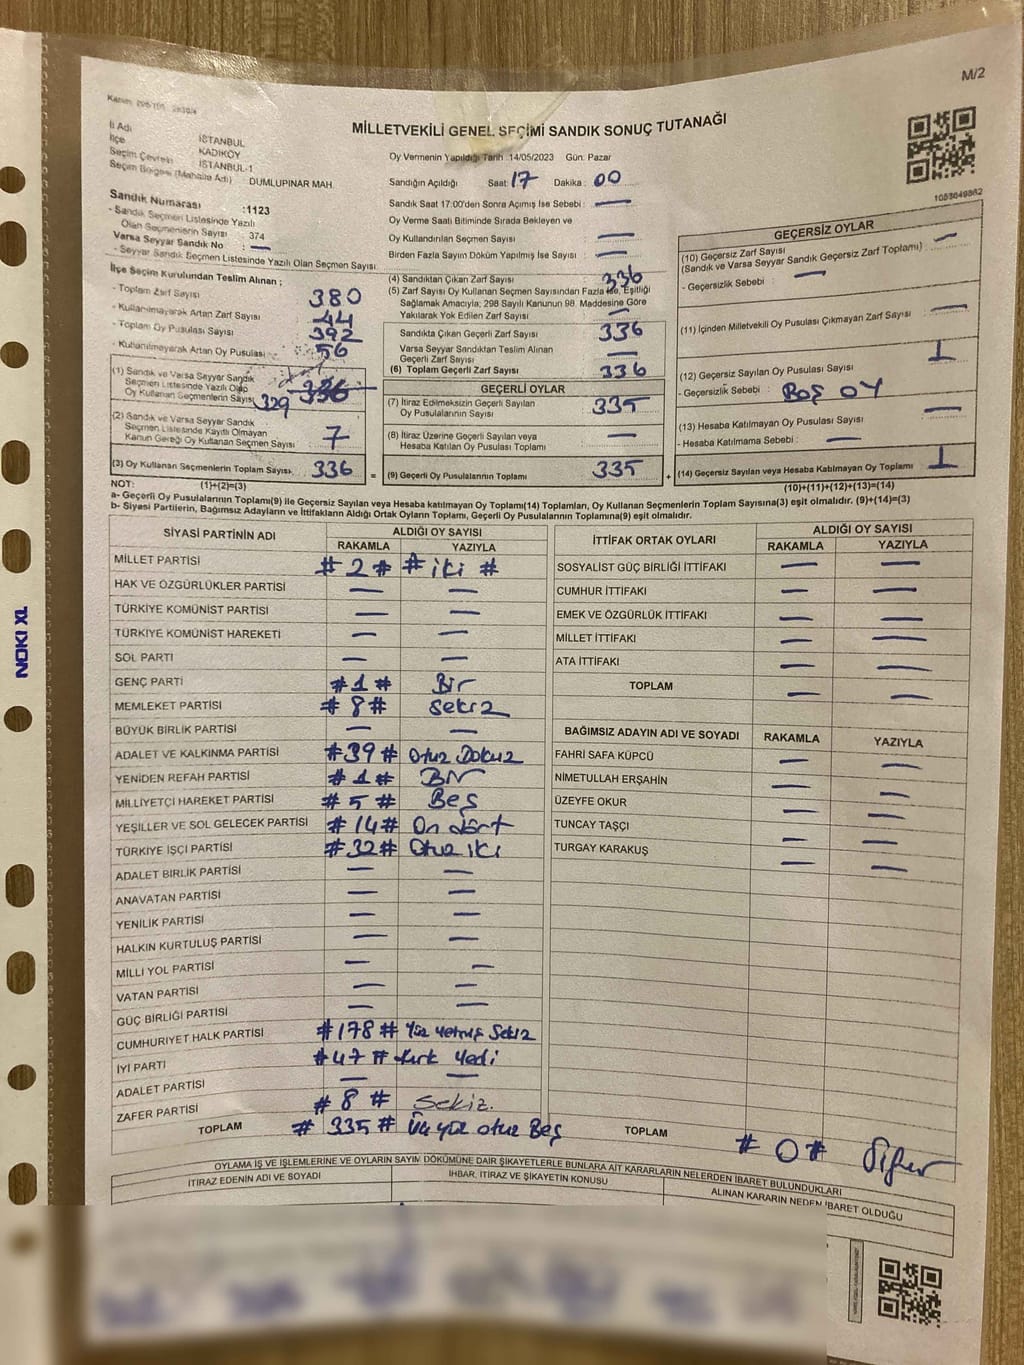 M/2
MİLLETVEKİLİ GENEL SEÇİMİ SANDIK SONUÇ TUTANAĞI
İl Adı İSTANBUL
İlçe KADIKÖY
Seçim Çevresi İSTANBUL-1
Seçim Bölgesi (Mahalle Adı) : DUMLUPINAR MAH.
Sandık Numarası :1123
- Sandık Seçmen Listesinde Yazılı
Olan Seçmenlerin Sayısı : 374
Varsa Seyyar Sandık No : —
- Seyyar Sandık Seçmen Listesinde Yazılı Olan Seçmen Sayısı
İlçe Seçim Kurulundan Teslim Alınan ;
- Toplam Zarf Sayısı 380
- Kullanılmayarak Artan Zarf Sayısı 44
- Toplam Oy Pusulası Sayısı 392
- Kullanılmayarak Artan Oy Pusulası 56
(1) Sandık ve Varsa Seyyar Sandık
Seçmen Listesinde Yazılı Olup
Oy Kullanan Seçmenlerin Sayısı 329 336
(2) Sandık ve Varsa Seyyar Sandık
Seçmen Listesinde Kayıtlı Olmayan
Kanun Gereği Oy Kullanan Seçmen Sayısı 7
(3) Oy Kullanan Seçmenlerin Toplam Sayısı 336 =
Oy Vermenin Yapıldığı Tarih :14/05/2023 Gün: Pazar
Sandığın Açıldığı Saat: 17 Dakika : 00
Sandık Saat 17:00'den Sonra Açılmış İse Sebebi : —
Oy Verme Saati Bitiminde Sırada Bekleyen ve
Oy Kullandırılan Seçmen Sayısı —
Birden Fazla Sayım Döküm Yapılmış İse Sayısı : —
(4) Sandıktan Çıkan Zarf Sayısı 336
(5) Zarf Sayısı Oy Kullanan Seçmen Sayısından Fazla İse, Eşitliği
Sağlamak Amacıyla; 298 Sayılı Kanunun 98. Maddesine Göre
Yakılarak Yok Edilen Zarf Sayısı —
Sandıkta Çıkan Geçerli Zarf Sayısı 336
Varsa Seyyar Sandıktan Teslim Alınan
Geçerli Zarf Sayısı —
(6) Toplam Geçerli Zarf Sayısı 336
GEÇERLİ OYLAR
(7) İtiraz Edilmeksizin Geçerli Sayılan
Oy Pusulalarının Sayısı 335
(8) İtiraz Üzerine Geçerli Sayılan veya
Hesaba Katılan Oy Pusulası Toplamı —
(9) Geçerli Oy Pusulalarının Toplamı 335 +
1053649862
GEÇERSİZ OYLAR
(10) Geçersiz Zarf Sayısı —
(Sandık ve Varsa Seyyar Sandık Geçersiz Zarf Toplamı)
- Geçersizlik Sebebi : —
(11) İçinden Milletvekili Oy Pusulası Çıkmayan Zarf Sayısı —
(12) Geçersiz Sayılan Oy Pusulası Sayısı 1
- Geçersizlik Sebebi : BOŞ OY
(13) Hesaba Katılmayan Oy Pusulası Sayısı —
- Hesaba Katılmama Sebebi : —
(14) Geçersiz Sayılan veya Hesaba Katılmayan Oy Toplamı 1
NOT: (1)+(2)=(3) (10)+(11)+(12)+(13)=(14)
a- Geçerli Oy Pusulalarının Toplamı(9) ile Geçersiz Sayılan veya Hesaba katılmayan Oy Toplam(14) Toplamları, Oy Kullanan Seçmenlerin Toplam Sayısına(3) eşit olmalıdır. (9)+(14)=(3)
b- Siyasi Partilerin, Bağımsız Adayların ve İttifakların Aldığı Ortak Oyların Toplamı, Geçerli Oy Pusulalarının Toplamına(9) eşit olmalıdır.
SİYASİ PARTİNİN ADI ALDIĞI OY SAYISI
RAKAMLA YAZIYLA
MİLLET PARTİSİ # 2 # # iki #
HAK VE ÖZGÜRLÜKLER PARTİSİ — —
TÜRKİYE KOMÜNİST PARTİSİ — —
TÜRKİYE KOMÜNİST HAREKETİ — —
SOL PARTİ — —
GENÇ PARTİ #1# Bir
MEMLEKET PARTİSİ # 8# sekiz
BÜYÜK BİRLİK PARTİSİ — —
ADALET VE KALKINMA PARTİSİ #39# Otuz Dokuz
YENİDEN REFAH PARTİSİ #1# Bir
MİLLİYETÇİ HAREKET PARTİSİ # 5 # Beş
YEŞİLLER VE SOL GELECEK PARTİSİ #14# On dört
TÜRKİYE İŞÇİ PARTİSİ #32# Otuz iki
ADALET BİRLİK PARTİSİ — —
ANAVATAN PARTİSİ — —
YENİLİK PARTİSİ — —
HALKIN KURTULUŞ PARTİSİ — —
MİLLİ YOL PARTİSİ — —
VATAN PARTİSİ — —
GÜÇ BİRLİĞİ PARTİSİ — —
CUMHURİYET HALK PARTİSİ #178 # Yüz yetmiş Sekiz
İYİ PARTİ #47# Kırk Yedi
ADALET PARTİSİ — —
ZAFER PARTİSİ # 8 # Sekiz.
TOPLAM # 335 # Üçyüz otuz Beş
İTTİFAK ORTAK OYLARI ALDIĞI OY SAYISI
RAKAMLA YAZIYLA
SOSYALİST GÜÇ BİRLİĞİ İTTİFAKI — —
CUMHUR İTTİFAKI — —
EMEK VE ÖZGÜRLÜK İTTİFAKI — —
MİLLET İTTİFAKI — —
ATA İTTİFAKI — —
TOPLAM — —
BAĞIMSIZ ADAYIN ADI VE SOYADI RAKAMLA YAZIYLA
FAHRİ SAFA KÜPCÜ — —
NİMETULLAH ERŞAHİN — —
ÜZEYFE OKUR — —
TUNCAY TAŞÇI — —
TURGAY KARAKUŞ — —
TOPLAM # 0 # Sıfır
OYLAMA İŞ VE İŞLEMLERİNE VE OYLARIN SAYIM DÖKÜMÜNE DAİR ŞİKAYETLERLE BUNLARA AİT KARARLARIN NELERDEN İBARET BULUNDUKLARI
İTİRAZ EDENİN ADI VE SOYADI İHBAR, İTİRAZ VE ŞİKAYETİN KONUSU ALINAN KARARIN NEDEN İBARET OLDUĞU
NOKI XL